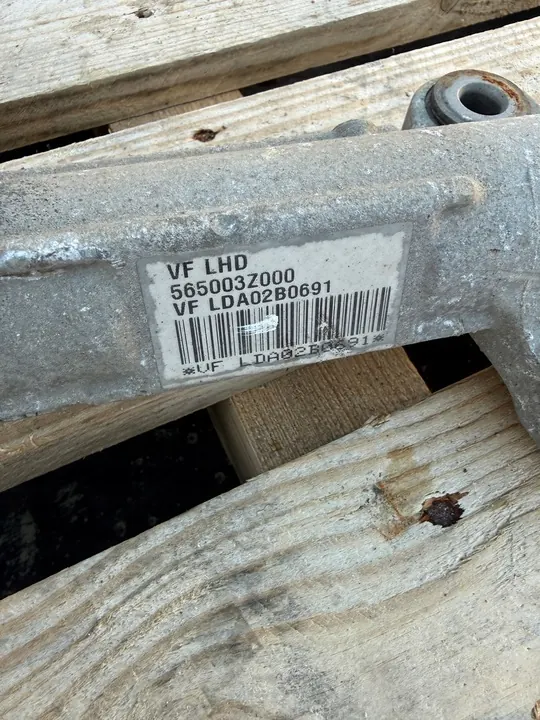 VF LHD
565003Z000
VF LDA02B0691
*VF LDA02B0691*